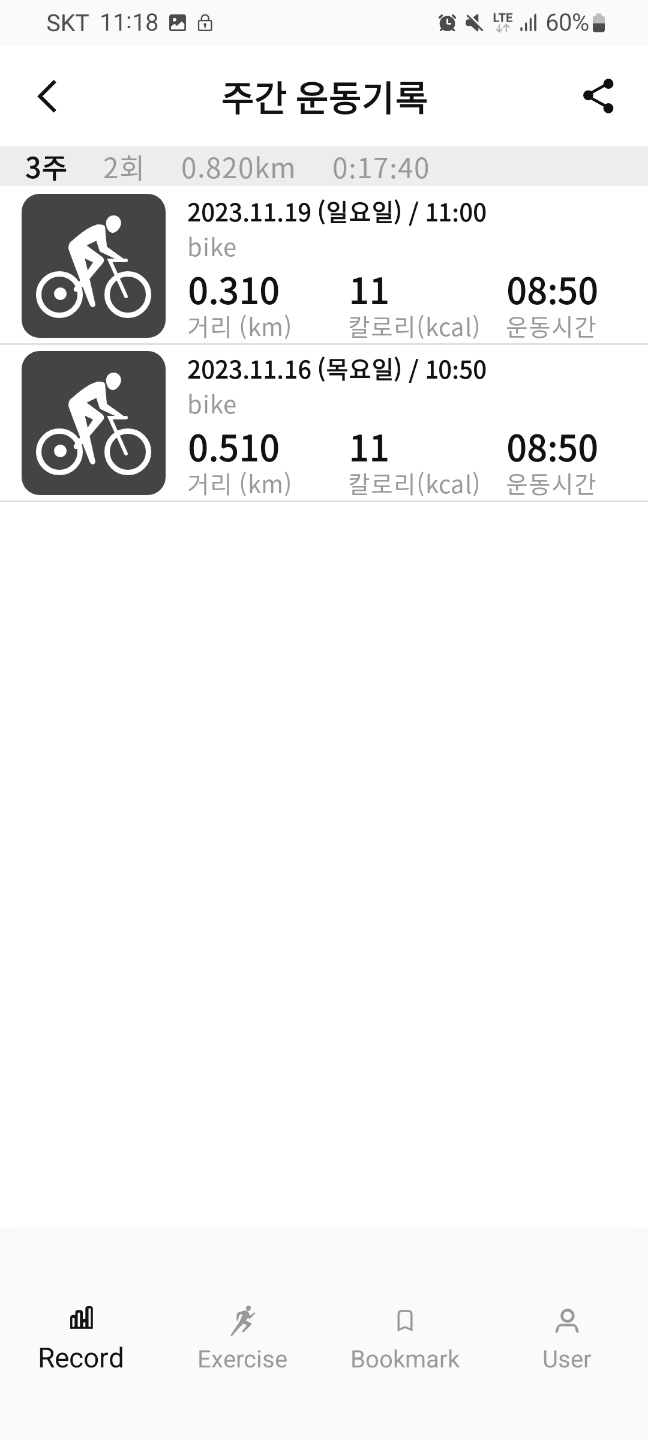 SKT 11:18 LTE 60%
주간 운동기록
3주 2회 0.820km 0:17:40
2023.11.19 (일요일) / 11:00
bike
0.310 11 08:50
거리 (km) 칼로리(kcal) 운동시간
2023.11.16 (목요일) / 10:50
bike
0.510 11 08:50
거리 (km) 칼로리(kcal) 운동시간
Record Exercise Bookmark User